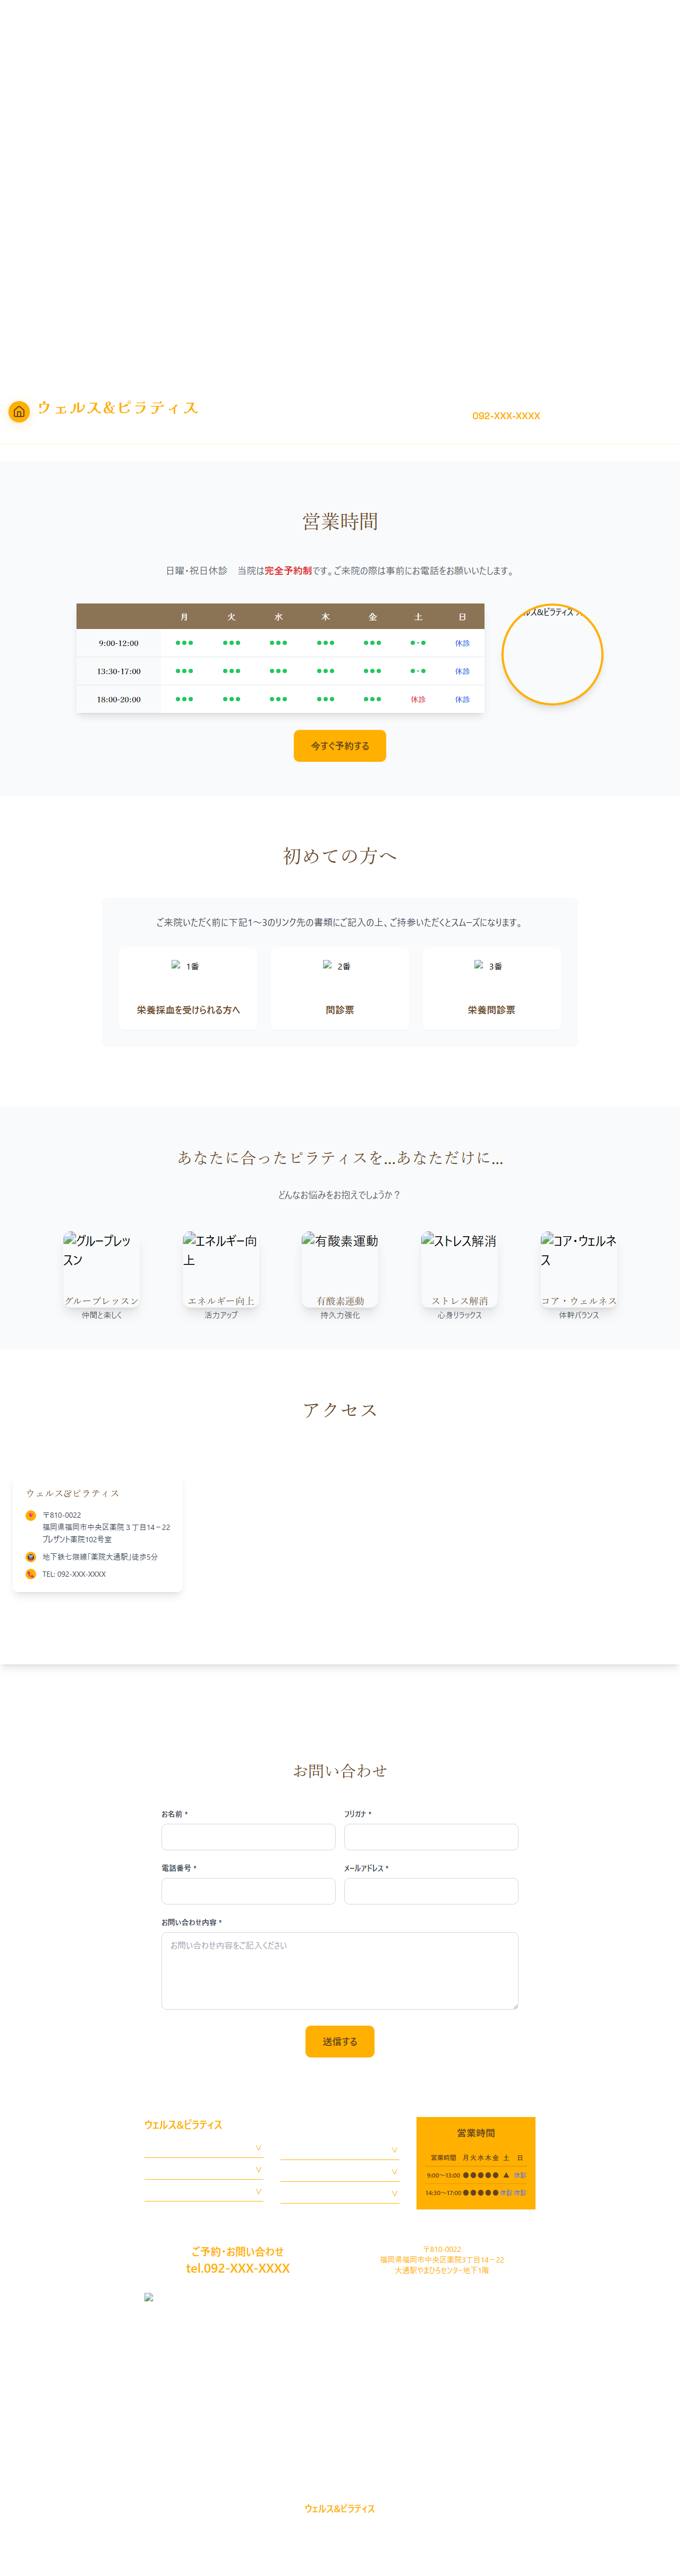 ウェルス&ピラティス
092-XXX-XXXX
営業時間
日曜・祝日休診　当院は完全予約制です。ご来院の際は事前にお電話をお願いいたします。
月 火 水 木 金 土 日
9:00-12:00 ●●● ●●● ●●● ●●● ●●● ●-● 休診
13:30-17:00 ●●● ●●● ●●● ●●● ●●● ●-● 休診
18:00-20:00 ●●● ●●● ●●● ●●● ●●● 休診 休診
ルス&ピラティス
今すぐ予約する
初めての方へ
ご来院いただく前に下記1〜3のリンク先の書類にご記入の上、ご持参いただくとスムーズになります。
1番 2番 3番
栄養採血を受けられる方へ 問診票 栄養問診票
あなたに合ったピラティスを...あなただけに...
どんなお悩みをお抱えでしょうか？
グループレッスン エネルギー向上 有酸素運動 ストレス解消 コア・ウェルネス
グループレッスン エネルギー向上 有酸素運動 ストレス解消 コア・ウェルネス
仲間と楽しく 活力アップ 持久力強化 心身リラックス 体幹バランス
アクセス
ウェルス&ピラティス
〒810-0022
福岡県福岡市中央区薬院３丁目14−22
プレザント薬院102号室
地下鉄七隈線「薬院大通駅」徒歩5分
TEL: 092-XXX-XXXX
お問い合わせ
お名前 * フリガナ *
電話番号 * メールアドレス *
お問い合わせ内容 *
お問い合わせ内容をご記入ください
送信する
ウェルス&ピラティス
営業時間
営業時間 月 火 水 木 金 土 日
9:00〜13:00 ● ● ● ● ● ▲ 休診
14:30〜17:00 ● ● ● ● ● 休診 休診
ご予約・お問い合わせ
tel.092-XXX-XXXX
〒810-0022
福岡県福岡市中央区薬院3丁目14−22
大通駅やまひろセンター地下1階
ウェルス&ピラティス